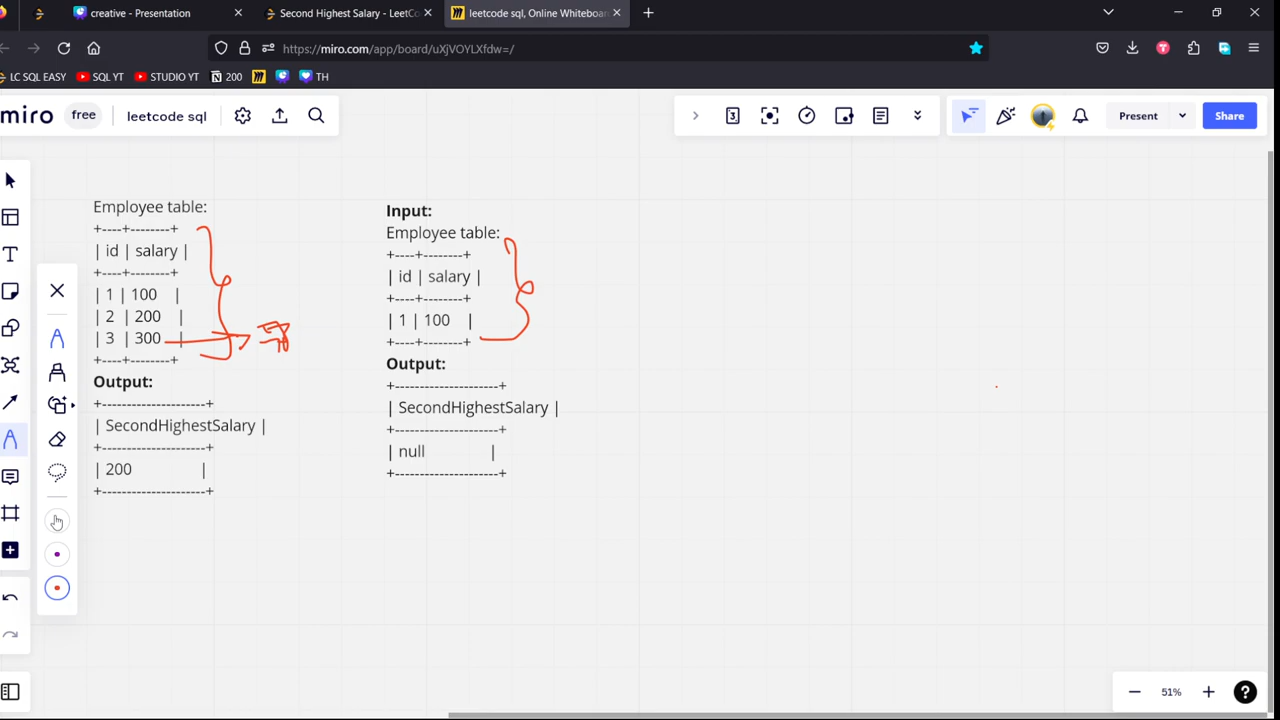 creative - Presentation
Second Highest Salary - LeetCo
leetcode sql, Online Whiteboar
https://miro.com/app/board/uXjVOYLXfdw=/
LC SQL EASY
SQL YT
STUDIO YT
200
TH
miro
free
leetcode sql
3
Present
Share
Employee table:
+----+--------+
| id | salary |
+----+--------+
| 1 | 100 |
| 2 | 200 |
| 3 | 300 |
+----+--------+
Output:
+---------------------+
| SecondHighestSalary |
+---------------------+
| 200 |
+---------------------+
Input:
Employee table:
+----+--------+
| id | salary |
+----+--------+
| 1 | 100 |
+----+--------+
Output:
+---------------------+
| SecondHighestSalary |
+---------------------+
| null |
+---------------------+
51%